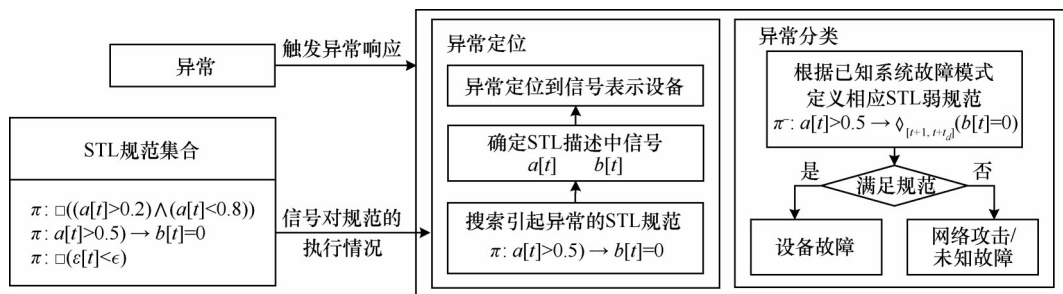 异常
触发异常响应
STL规范集合
π: □((a[t]>0.2)∧(a[t]<0.8))
π: a[t]>0.5) → b[t]=0
π: □(ε[t]<ϵ)
信号对规范的
执行情况
异常定位
异常定位到信号表示设备
确定STL描述中信号
a[t] b[t]
搜索引起异常的STL规范
π: a[t]>0.5) → b[t]=0
异常分类
根据已知系统故障模式
定义相应STL弱规范
π⁻: a[t]>0.5 → ◊[t+1, t+td](b[t]=0)
是
满足规范
否
设备故障
网络攻击/
未知故障